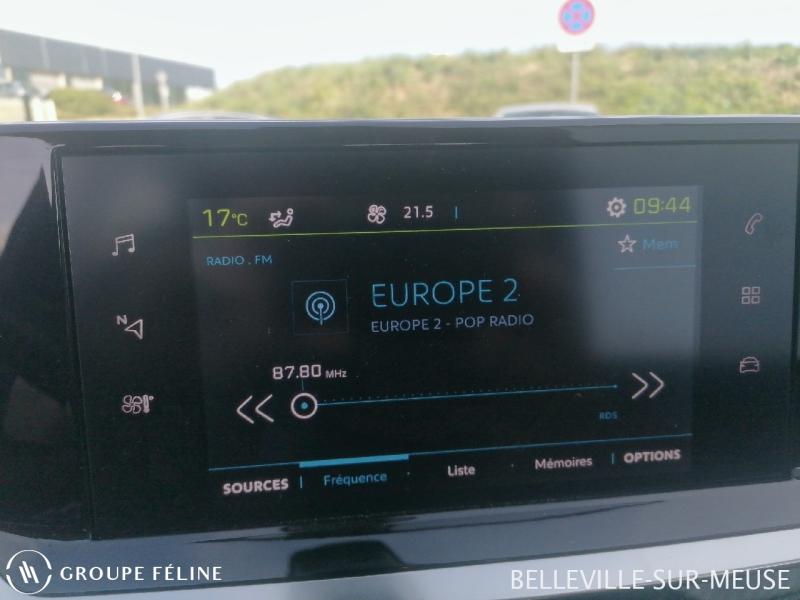 17°C 21.5 09:44
RADIO . FM
Mem
EUROPE 2
EUROPE 2 - POP RADIO
87.80 MHz
RDS
SOURCES Fréquence Liste Mémoires OPTIONS
N
GROUPE FÉLINE
BELLEVILLE-SUR-MEUSE